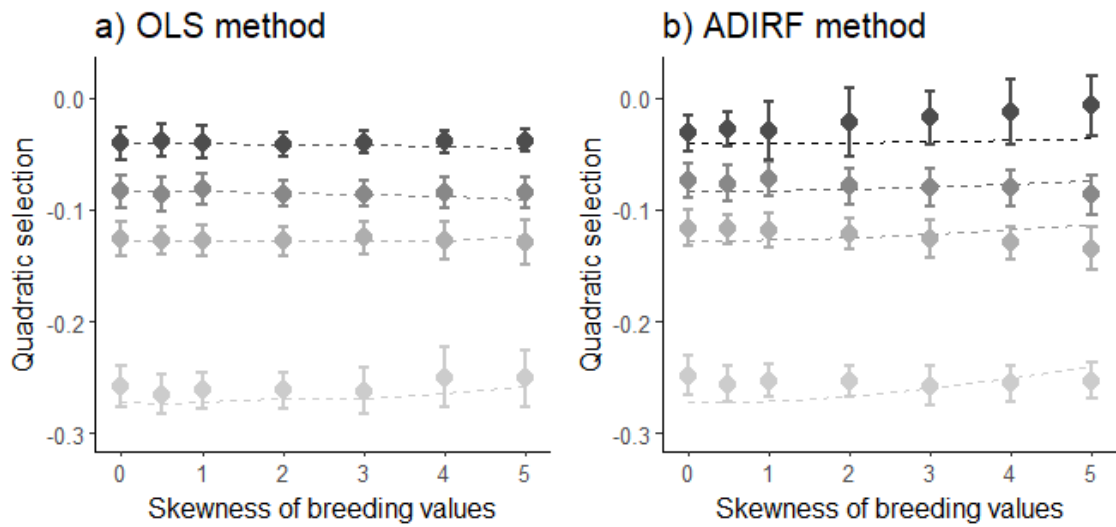 a) OLS method
b) ADIRF method
Quadratic selection
0.0
-0.1
-0.2
-0.3
0 1 2 3 4 5
Skewness of breeding values
Quadratic selection
0.0
-0.1
-0.2
-0.3
0 1 2 3 4 5
Skewness of breeding values